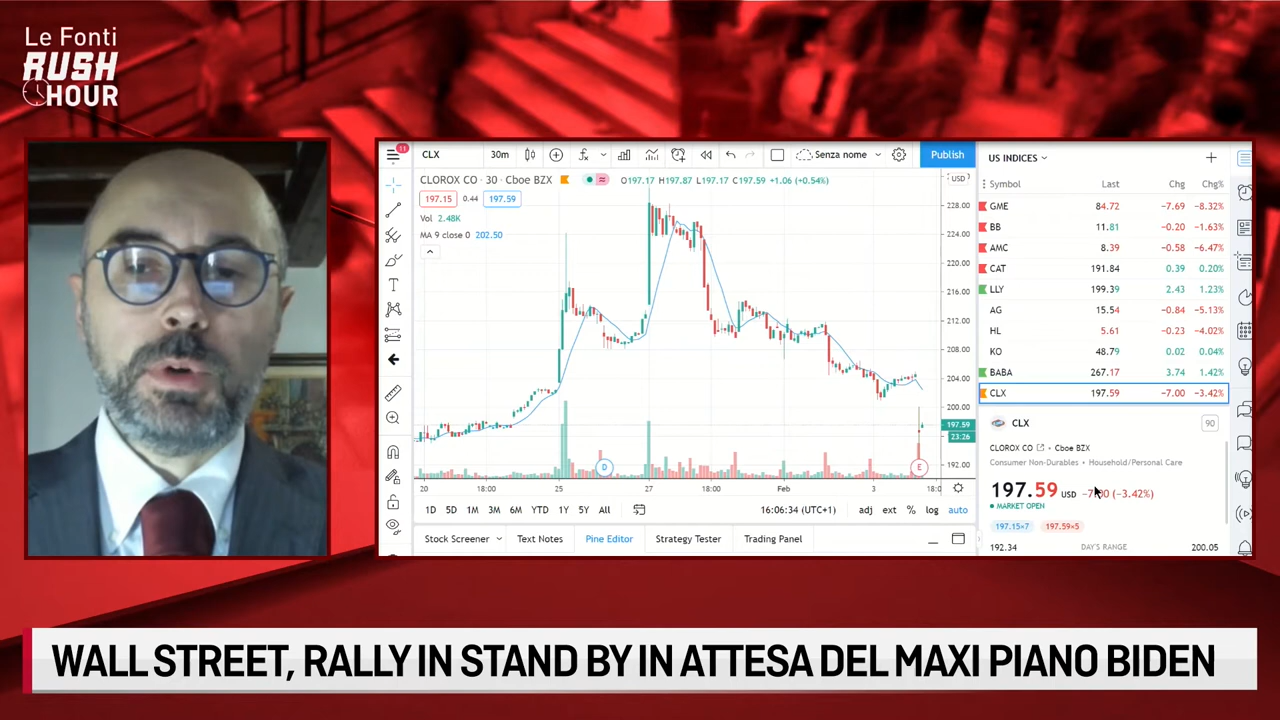 Le Fonti
RUSH
HOUR
11
CLX
30m
Senza nome
Publish
CLOROX CO · 30 · Cboe BZX
O197.17 H197.87 L197.17 C197.59 +1.06 (+0.54%)
USD
197.15 0.44 197.59
Vol 2.48K
MA 9 close 0 202.50
228.00
224.00
220.00
216.00
212.00
208.00
204.00
200.00
197.59
23:26
192.00
D
E
20 18:00 25 27 18:00 Feb 3 18:0
1D 5D 1M 3M 6M YTD 1Y 5Y All
16:06:34 (UTC+1) adj ext % log auto
Stock Screener Text Notes Pine Editor Strategy Tester Trading Panel
US INDICES
Symbol Last Chg Chg%
GME 84.72 −7.69 −8.32%
BB 11.81 −0.20 −1.63%
AMC 8.39 −0.58 −6.47%
CAT 191.84 0.39 0.20%
LLY 199.39 2.43 1.23%
AG 15.54 −0.84 −5.13%
HL 5.61 −0.23 −4.02%
KO 48.79 0.02 0.04%
BABA 267.17 3.74 1.42%
CLX 197.59 −7.00 −3.42%
CLX 90
CLOROX CO • Cboe BZX
Consumer Non-Durables • Household/Personal Care
197.59 USD −7.00 (−3.42%)
MARKET OPEN
197.15×7 197.59×5
192.34 DAY'S RANGE 200.05
WALL STREET, RALLY IN STAND BY IN ATTESA DEL MAXI PIANO BIDEN